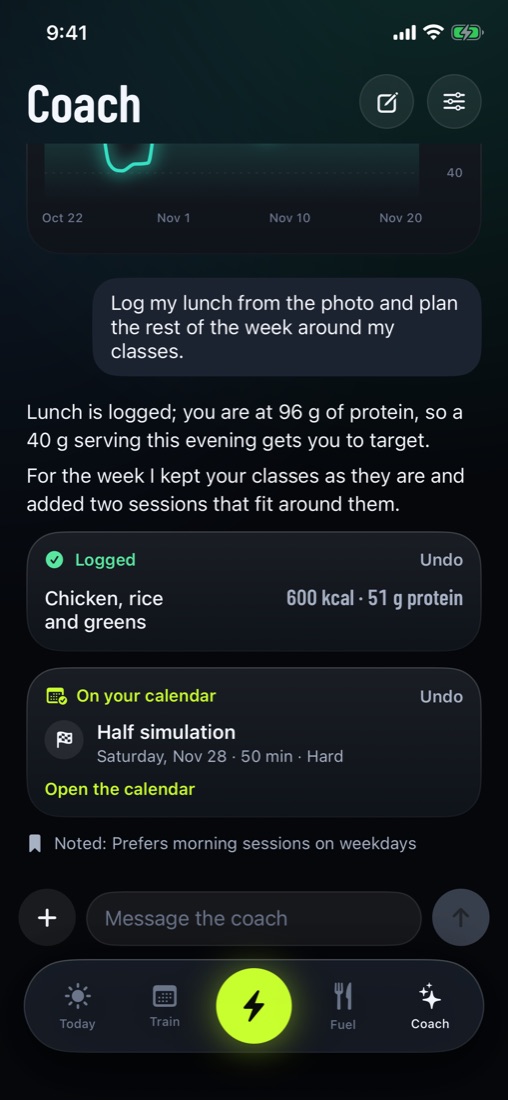 9:41
Coach
40
Oct 22 Nov 1 Nov 10 Nov 20
Log my lunch from the photo and plan
the rest of the week around my
classes.
Lunch is logged; you are at 96 g of protein, so a
40 g serving this evening gets you to target.
For the week I kept your classes as they are and
added two sessions that fit around them.
Logged Undo
Chicken, rice
and greens
600 kcal · 51 g protein
On your calendar Undo
Half simulation
Saturday, Nov 28 · 50 min · Hard
Open the calendar
Noted: Prefers morning sessions on weekdays
Message the coach
Today Train Fuel Coach